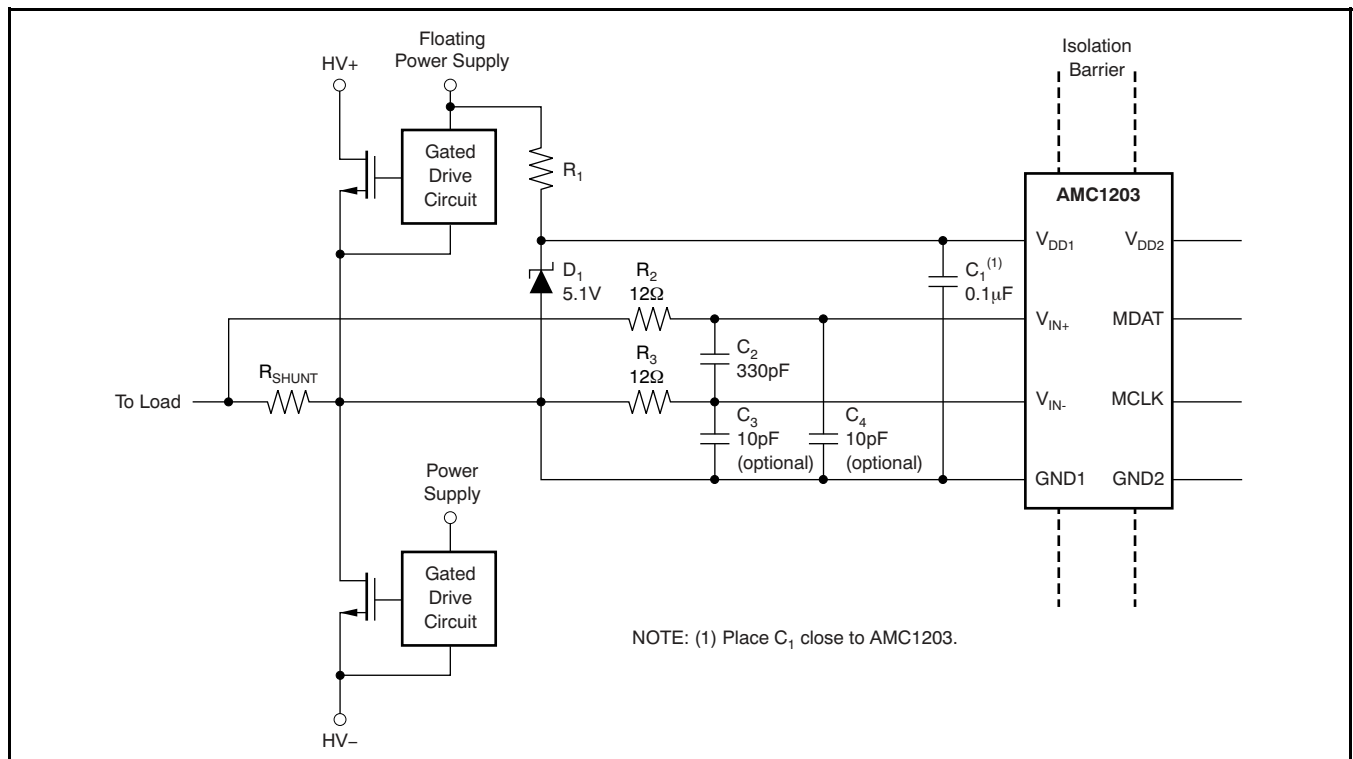 Floating
Power Supply
HV+
Isolation
Barrier
Gated
Drive
Circuit
R1
AMC1203
VDD1
VDD2
D1
5.1V
C1(1)
0.1μF
R2
12Ω
VIN+
MDAT
C2
330pF
R3
12Ω
RSHUNT
To Load
VIN-
MCLK
C3
10pF
(optional)
C4
10pF
(optional)
GND1
GND2
Power
Supply
Gated
Drive
Circuit
NOTE: (1) Place C1 close to AMC1203.
HV−